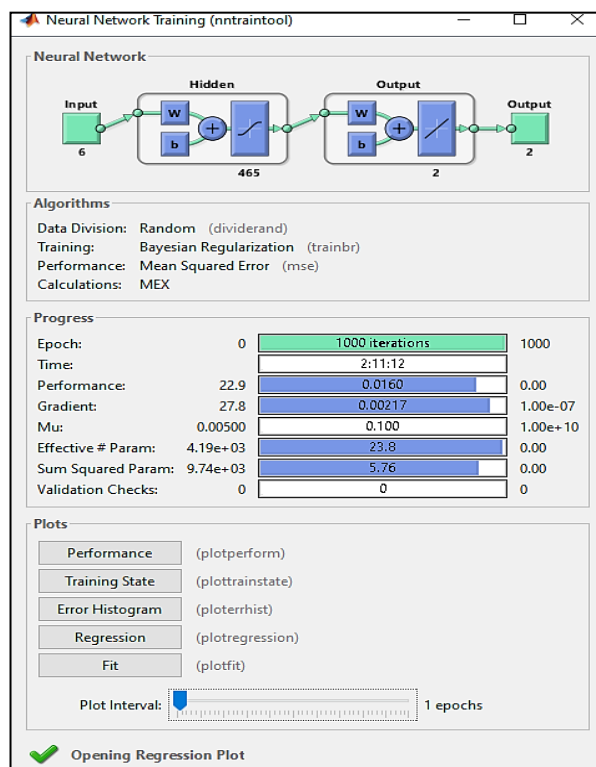 Neural Network Training (nntraintool)
Neural Network
Hidden Output
Input Output
W W
b b
+ +
6 465 2 2
Algorithms
Data Division: Random (dividerand)
Training: Bayesian Regularization (trainbr)
Performance: Mean Squared Error (mse)
Calculations: MEX
Progress
Epoch: 0 1000 iterations 1000
Time: 2:11:12
Performance: 22.9 0.0160 0.00
Gradient: 27.8 0.00217 1.00e-07
Mu: 0.00500 0.100 1.00e+10
Effective # Param: 4.19e+03 23.8 0.00
Sum Squared Param: 9.74e+03 5.76 0.00
Validation Checks: 0 0 0
Plots
Performance (plotperform)
Training State (plottrainstate)
Error Histogram (ploterrhist)
Regression (plotregression)
Fit (plotfit)
Plot Interval: 1 epochs
Opening Regression Plot